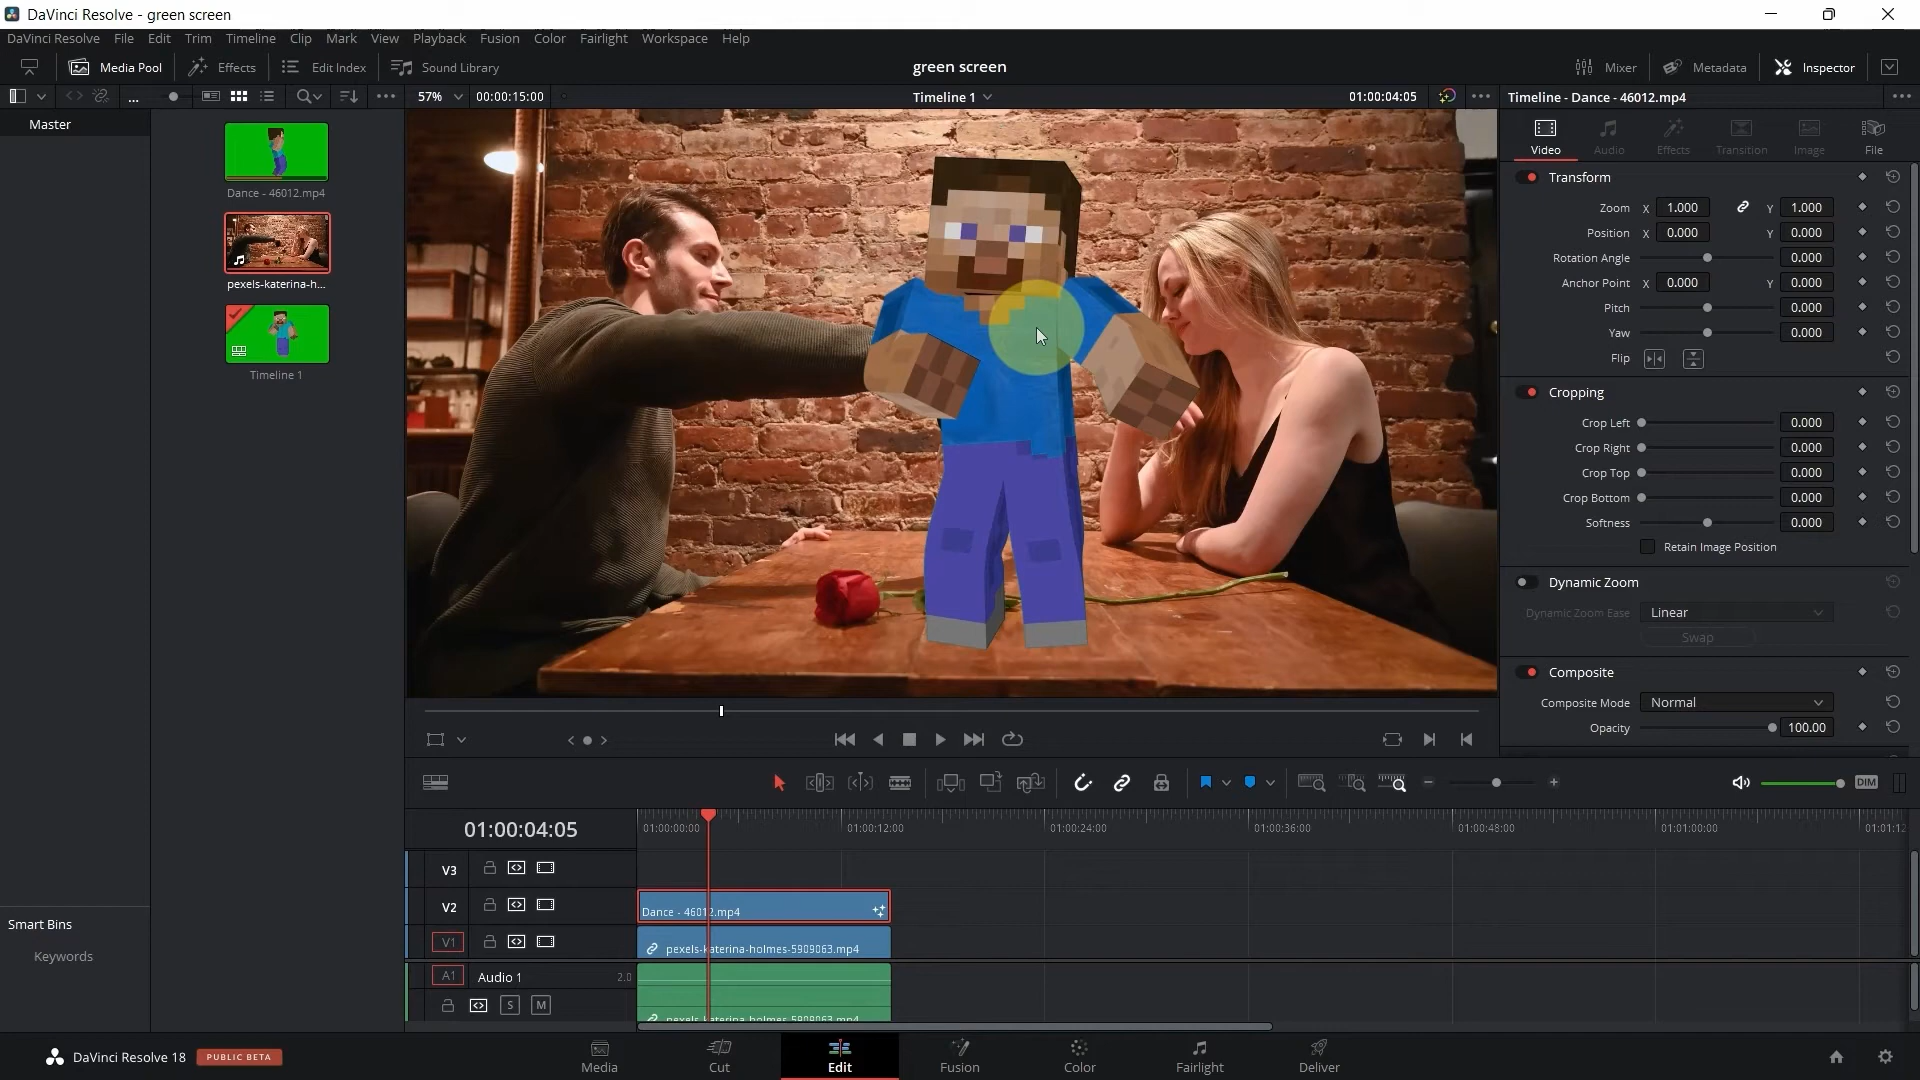 DaVinci Resolve - green screen
DaVinci Resolve File Edit Trim Timeline Clip Mark View Playback Fusion Color Fairlight Workspace Help
Media Pool Effects Edit Index Sound Library green screen Mixer Metadata Inspector
... 57% 00:00:15:00 Timeline 1 01:00:04:05 Timeline - Dance - 46012.mp4
Master
Dance - 46012.mp4
pexels-katerina-h...
Timeline 1
Smart Bins
Keywords
Video Audio Effects Transition Image File
Transform
Zoom X 1.000 Y 1.000
Position X 0.000 Y 0.000
Rotation Angle 0.000
Anchor Point X 0.000 Y 0.000
Pitch 0.000
Yaw 0.000
Flip
Cropping
Crop Left 0.000
Crop Right 0.000
Crop Top 0.000
Crop Bottom 0.000
Softness 0.000
Retain Image Position
Dynamic Zoom
Dynamic Zoom Ease Linear
Swap
Composite
Composite Mode Normal
Opacity 100.00
DIM
01:00:04:05 01:00:00:00 01:00:12:00 01:00:24:00 01:00:36:00 01:00:48:00 01:01:00:00 01:01:12
V3
V2 Dance - 46012.mp4
V1 pexels-katerina-holmes-5909063.mp4
A1 Audio 1 2.0
S M pexels-katerina-holmes-5909063.mp4
DaVinci Resolve 18 PUBLIC BETA Media Cut Edit Fusion Color Fairlight Deliver